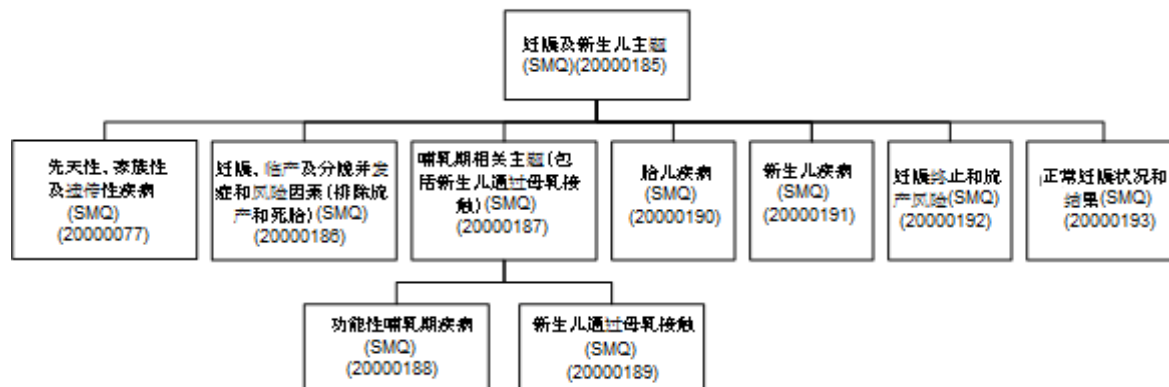 妊娠及新生儿主题
(SMQ)(20000185)
先天性、家族性
及遗传性疾病
(SMQ)
(20000077)
妊娠、临产及分娩并发
症和风险因素(排除流
产和死胎)(SMQ)
(20000186)
哺乳期相关主题(包
括新生儿通过母乳接
触)(SMQ)
(20000187)
胎儿疾病
(SMQ)
(20000190)
新生儿疾病
(SMQ)
(20000191)
妊娠终止和流
产风险(SMQ)
(20000192)
正常妊娠状况和
结果(SMQ)
(20000193)
功能性哺乳期疾病
(SMQ)
(20000188)
新生儿通过母乳接触
(SMQ)
(20000189)